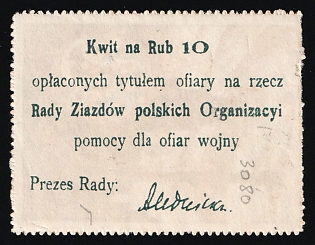 Kwit na Rub 10
opłaconych tytułem ofiary na rzecz
Rady Ziazdów polskich Organizacyi
pomocy dla ofiar wojny
Prezes Rady:
3080